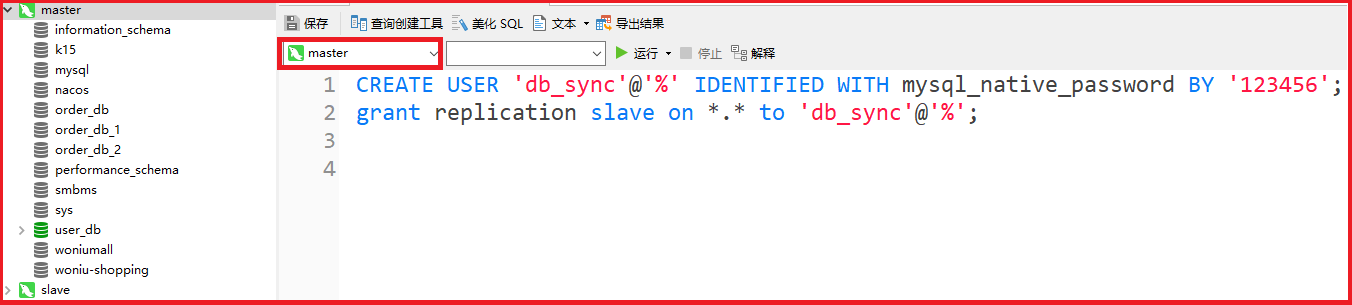 master
information_schema
k15
mysql
nacos
order_db
order_db_1
order_db_2
performance_schema
smbms
sys
user_db
woniumall
woniu-shopping
slave
保存 查询创建工具 美化 SQL 文本 导出结果
master 运行 停止 解释
1 CREATE USER 'db_sync'@'%' IDENTIFIED WITH mysql_native_password BY '123456';
2 grant replication slave on *.* to 'db_sync'@'%';
3
4